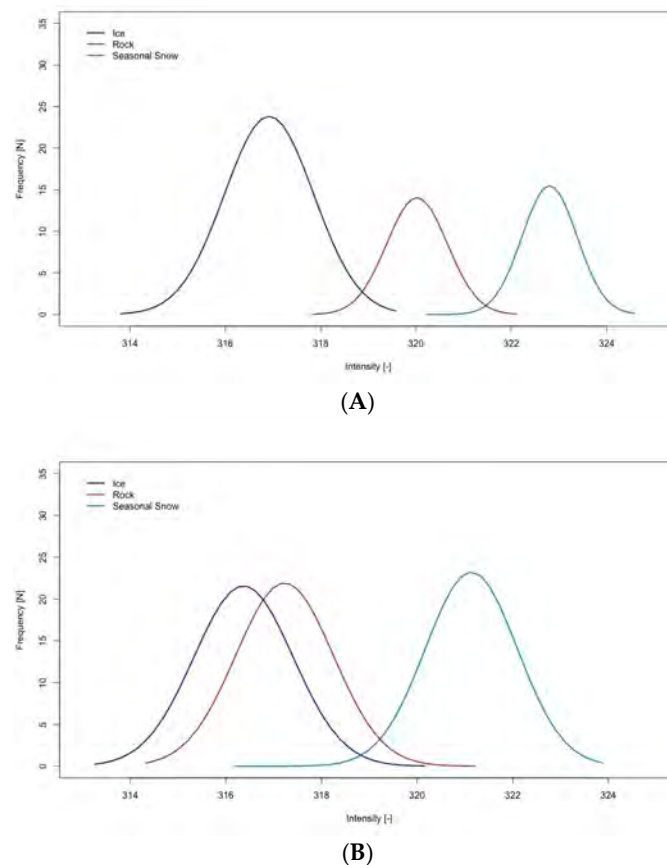 Ice
Rock
Seasonal Snow
Frequency [N]
35
30
25
20
15
10
5
0
314 316 318 320 322 324
Intensity [-]
(A)
Ice
Rock
Seasonal Snow
Frequency [N]
35
30
25
20
15
10
5
0
314 316 318 320 322 324
Intensity [-]
(B)